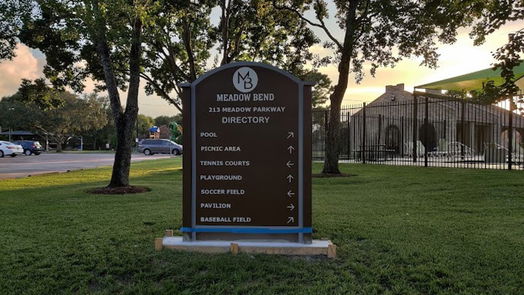 MB
MEADOW BEND
213 MEADOW PARKWAY
DIRECTORY
POOL ↗
PICNIC AREA ↑
TENNIS COURTS ←
PLAYGROUND ↑
SOCCER FIELD ←
PAVILION →
BASEBALL FIELD ↗